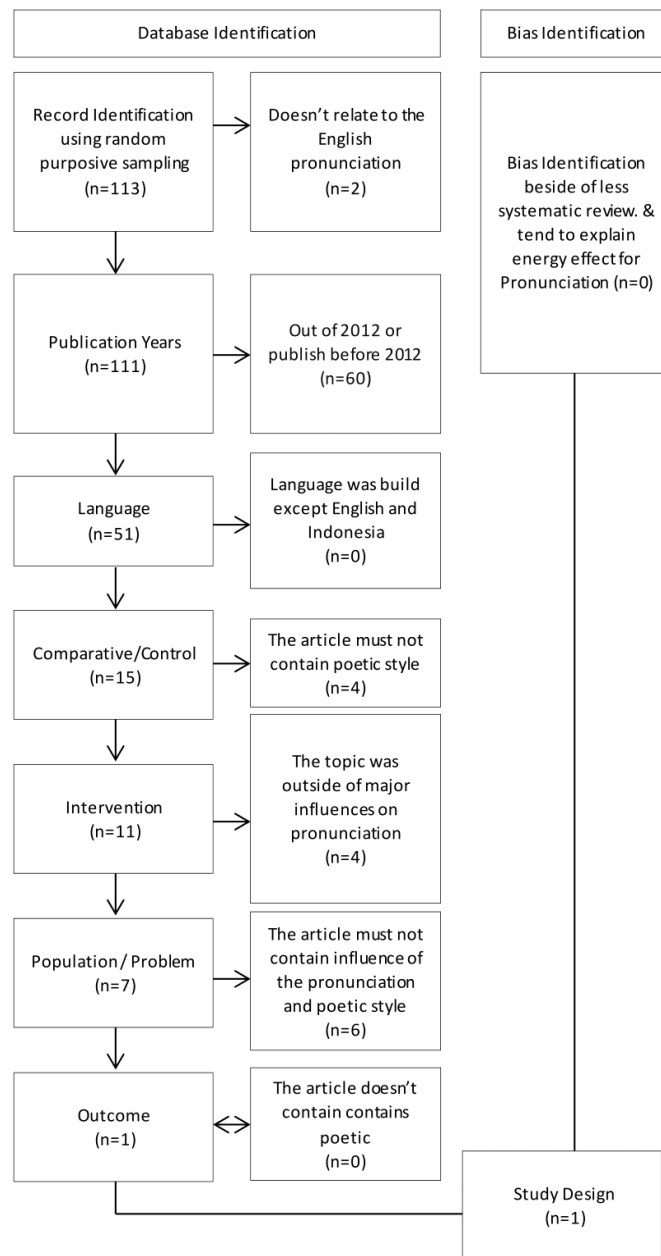 Database Identification
Bias Identification
Record Identification
using random
purposive sampling
(n=113)
Doesn’t relate to the
English
pronunciation
(n=2)
Bias Identification
beside of less
systematic review. &
tend to explain
energy effect for
Pronunciation (n=0)
Publication Years
(n=111)
Out of 2012 or
publish before 2012
(n=60)
Language
(n=51)
Language was build
except English and
Indonesia
(n=0)
Comparative/Control
(n=15)
The article must not
contain poetic style
(n=4)
Intervention
(n=11)
The topic was
outside of major
influences on
pronunciation
(n=4)
Population / Problem
(n=7)
The article must not
contain influence of
the pronunciation
and poetic style
(n=6)
Outcome
(n=1)
The article doesn’t
contain contains
poetic
(n=0)
Study Design
(n=1)